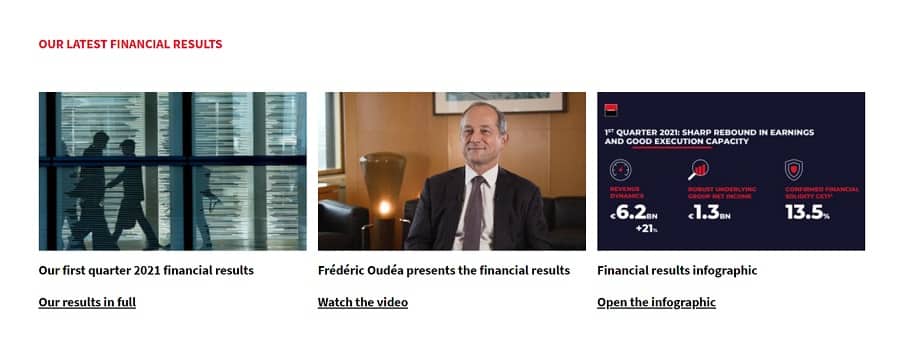 OUR LATEST FINANCIAL RESULTS
1ST QUARTER 2021: SHARP REBOUND IN EARNINGS
AND GOOD EXECUTION CAPACITY
REVENUE
DYNAMICS
€6.2BN
+21%
ROBUST UNDERLYING
GROUP NET INCOME
€1.3BN
CONFIRMED FINANCIAL
SOLIDITY CET1*
13.5%
Our first quarter 2021 financial results
Frédéric Oudéa presents the financial results
Financial results infographic
Our results in full
Watch the video
Open the infographic